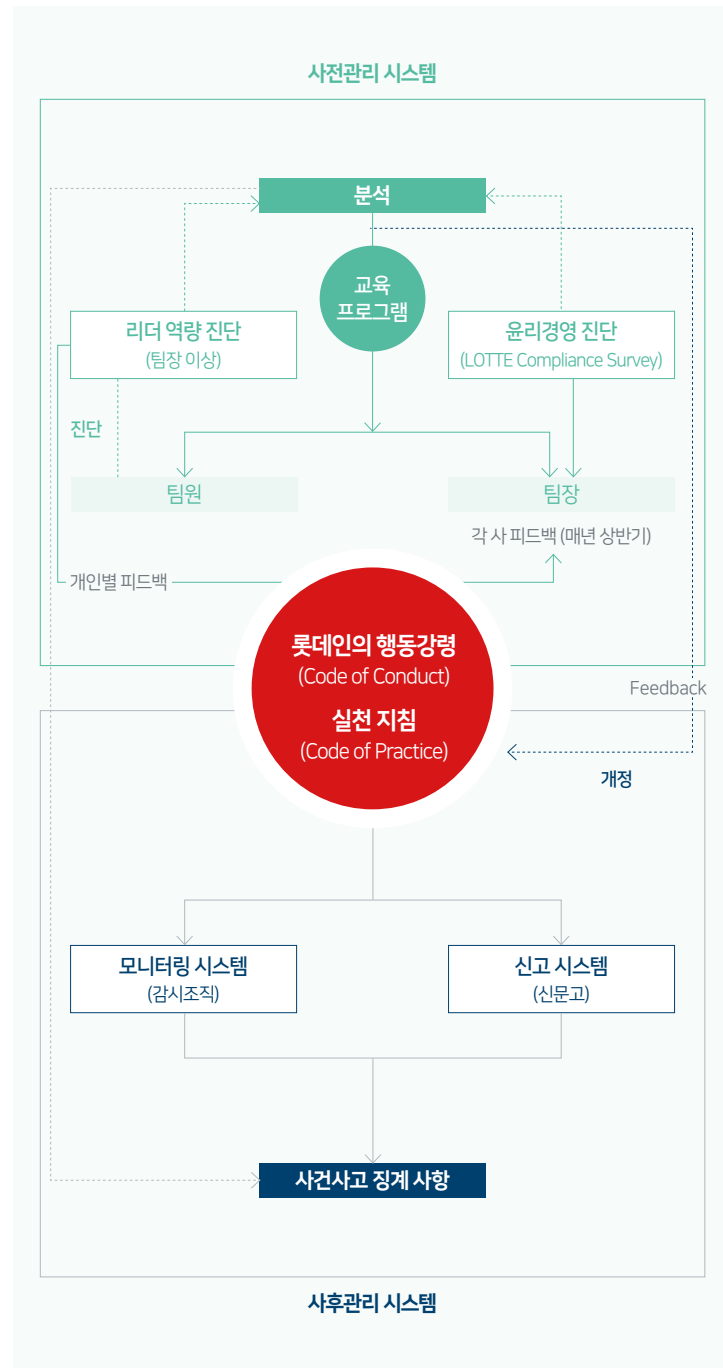 사전관리 시스템
분석
교육
프로그램
리더 역량 진단
(팀장 이상)
윤리경영 진단
(LOTTE Compliance Survey)
진단
팀원
팀장
각 사 피드백 (매년 상반기)
개인별 피드백
롯데인의 행동강령
(Code of Conduct)
실천 지침
(Code of Practice)
Feedback
개정
모니터링 시스템
(감시조직)
신고 시스템
(신문고)
사건사고 징계 사항
사후관리 시스템